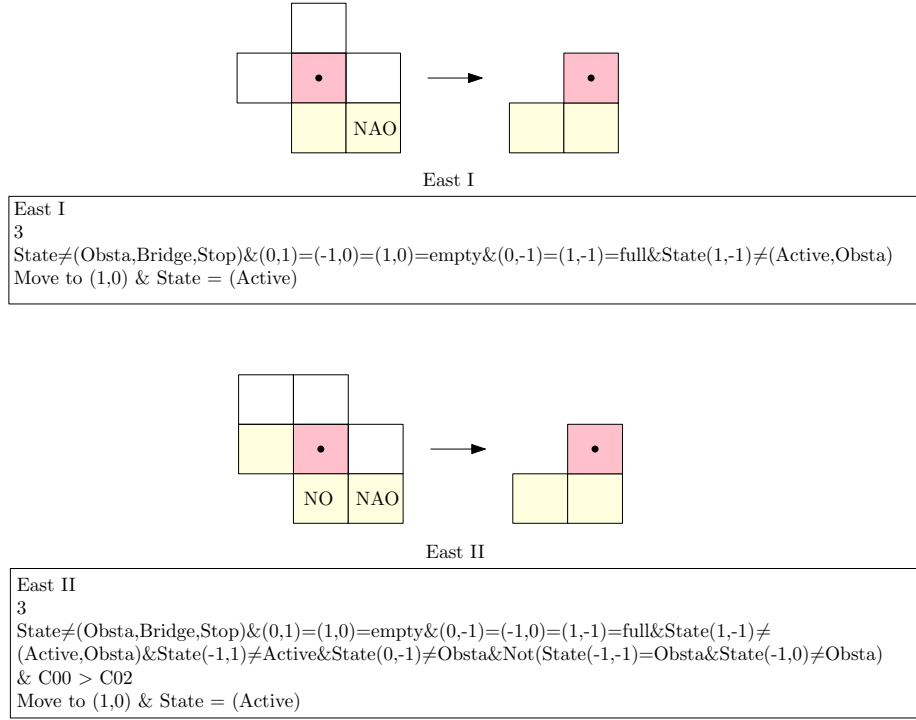 NAO
East I
East I
3
State≠(Obsta,Bridge,Stop)&(0,1)=(-1,0)=(1,0)=empty&(0,-1)=(1,-1)=full&State(1,-1)≠(Active,Obsta)
Move to (1,0) & State = (Active)
NO NAO
East II
East II
3
State≠(Obsta,Bridge,Stop)&(0,1)=(1,0)=empty&(0,-1)=(-1,0)=(1,-1)=full&State(1,-1)≠
(Active,Obsta)&State(-1,1)≠Active&State(0,-1)≠Obsta&Not(State(-1,-1)=Obsta&State(-1,0)≠Obsta)
& C00 > C02
Move to (1,0) & State = (Active)